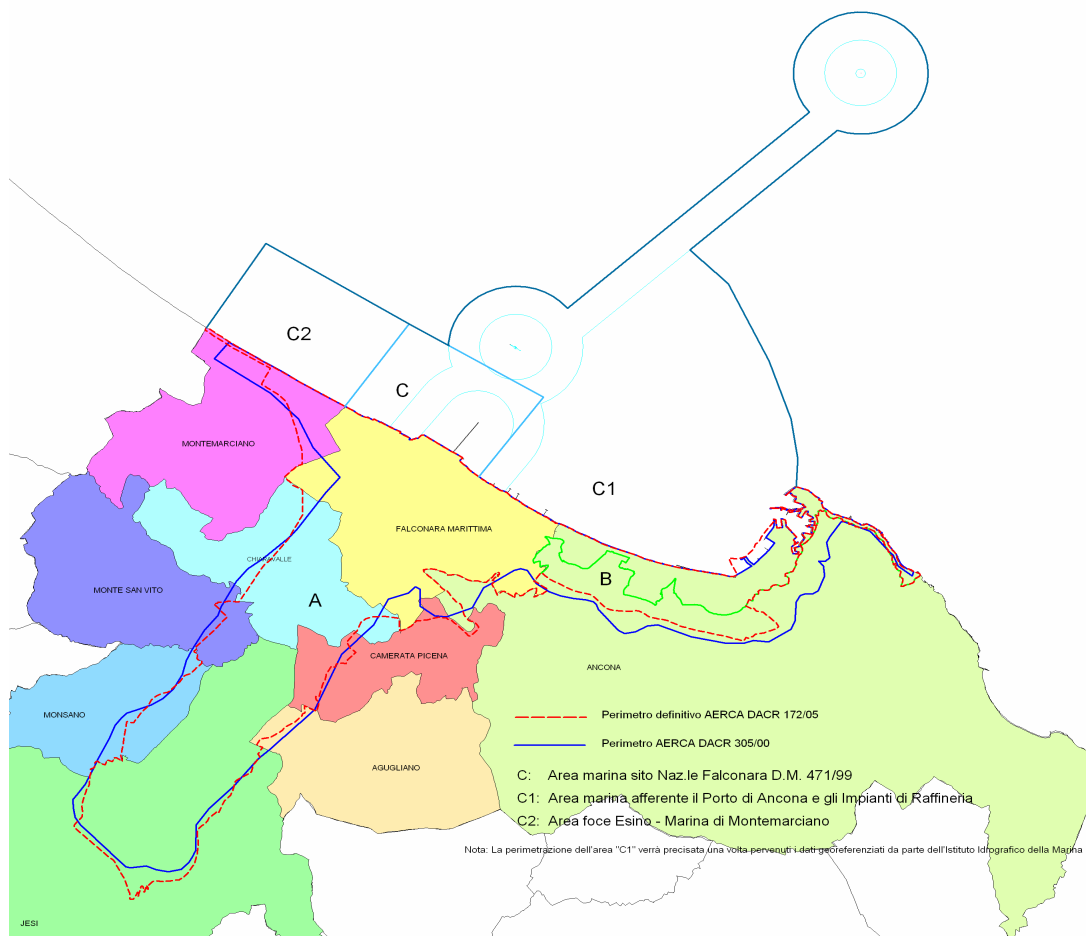 C2
C
MONTEMARCIANO
C1
FALCONARA MARITTIMA
CHIARAVALLE
B
MONTE SAN VITO
A
CAMERATA PICENA
ANCONA
MONSANO
Perimetro definitivo AERCA DACR 172/05
Perimetro AERCA DACR 305/00
AGUGLIANO
C: Area marina sito Naz.le Falconara D.M. 471/99
C1: Area marina afferente il Porto di Ancona e gli Impianti di Raffineria
C2: Area foce Esino - Marina di Montemarciano
Nota: La perimetrazione dell'area "C1" verrà precisata una volta pervenuti i dati georeferenziati da parte dell'Istituto Idrografico della Marina
JESI